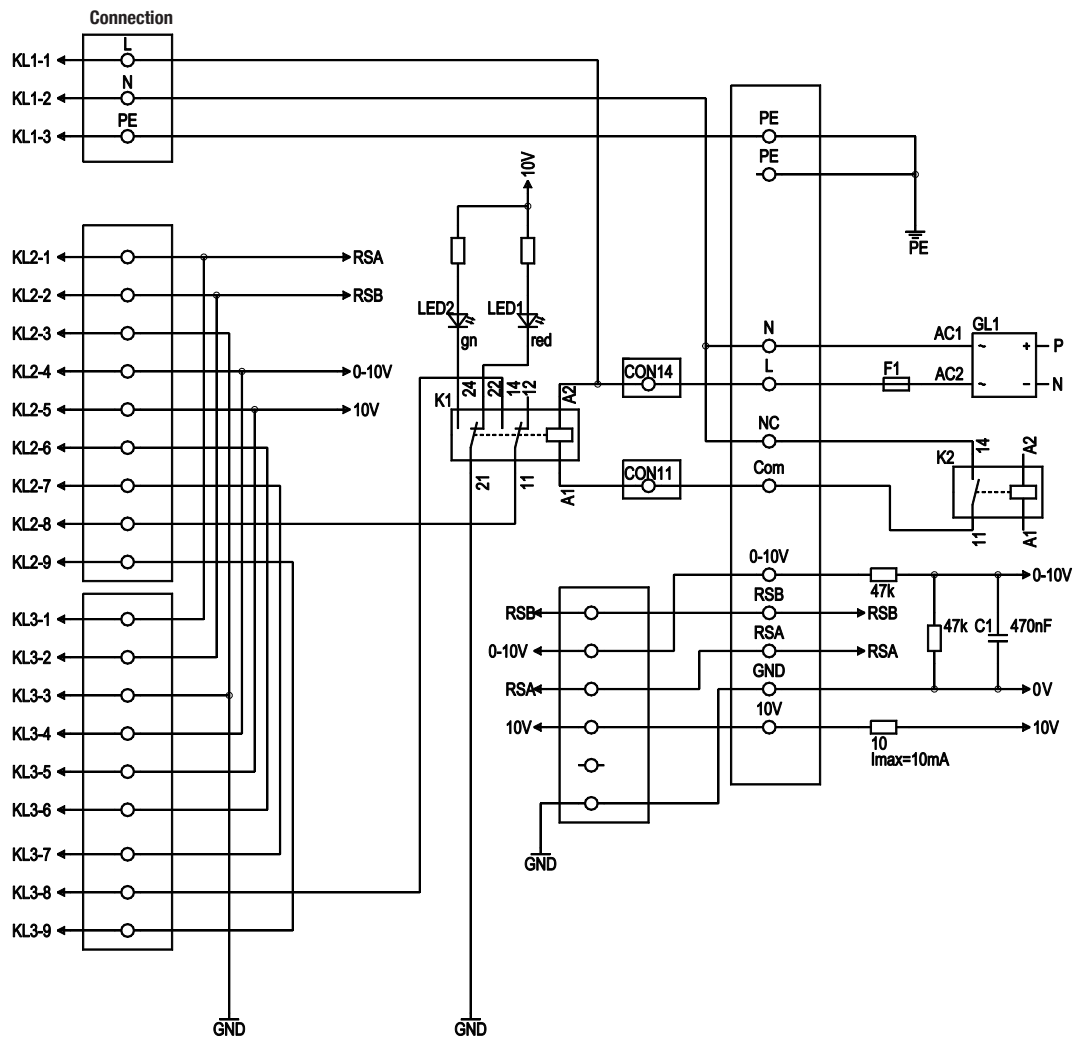 Connection
L
KL1-1
N
KL1-2
PE
KL1-3
PE
PE
PE
10V
KL2-1
RSA
KL2-2
RSB
KL2-3
KL2-4
0-10V
KL2-5
10V
KL2-6
KL2-7
KL2-8
KL2-9
LED2
gn
LED1
red
K1
24
22
14
12
A2
21
11
A1
CON14
CON11
N
L
NC
Com
F1
AC1
AC2
GL1
~
+
P
~
-
N
K2
14
A2
11
A1
KL3-1
KL3-2
KL3-3
KL3-4
KL3-5
KL3-6
KL3-7
KL3-8
KL3-9
0-10V
47k
0-10V
RSB
RSB
RSB
47k
C1
470nF
0-10V
RSA
RSA
RSA
GND
0V
10V
10V
10
Imax=10mA
10V
GND
GND
GND